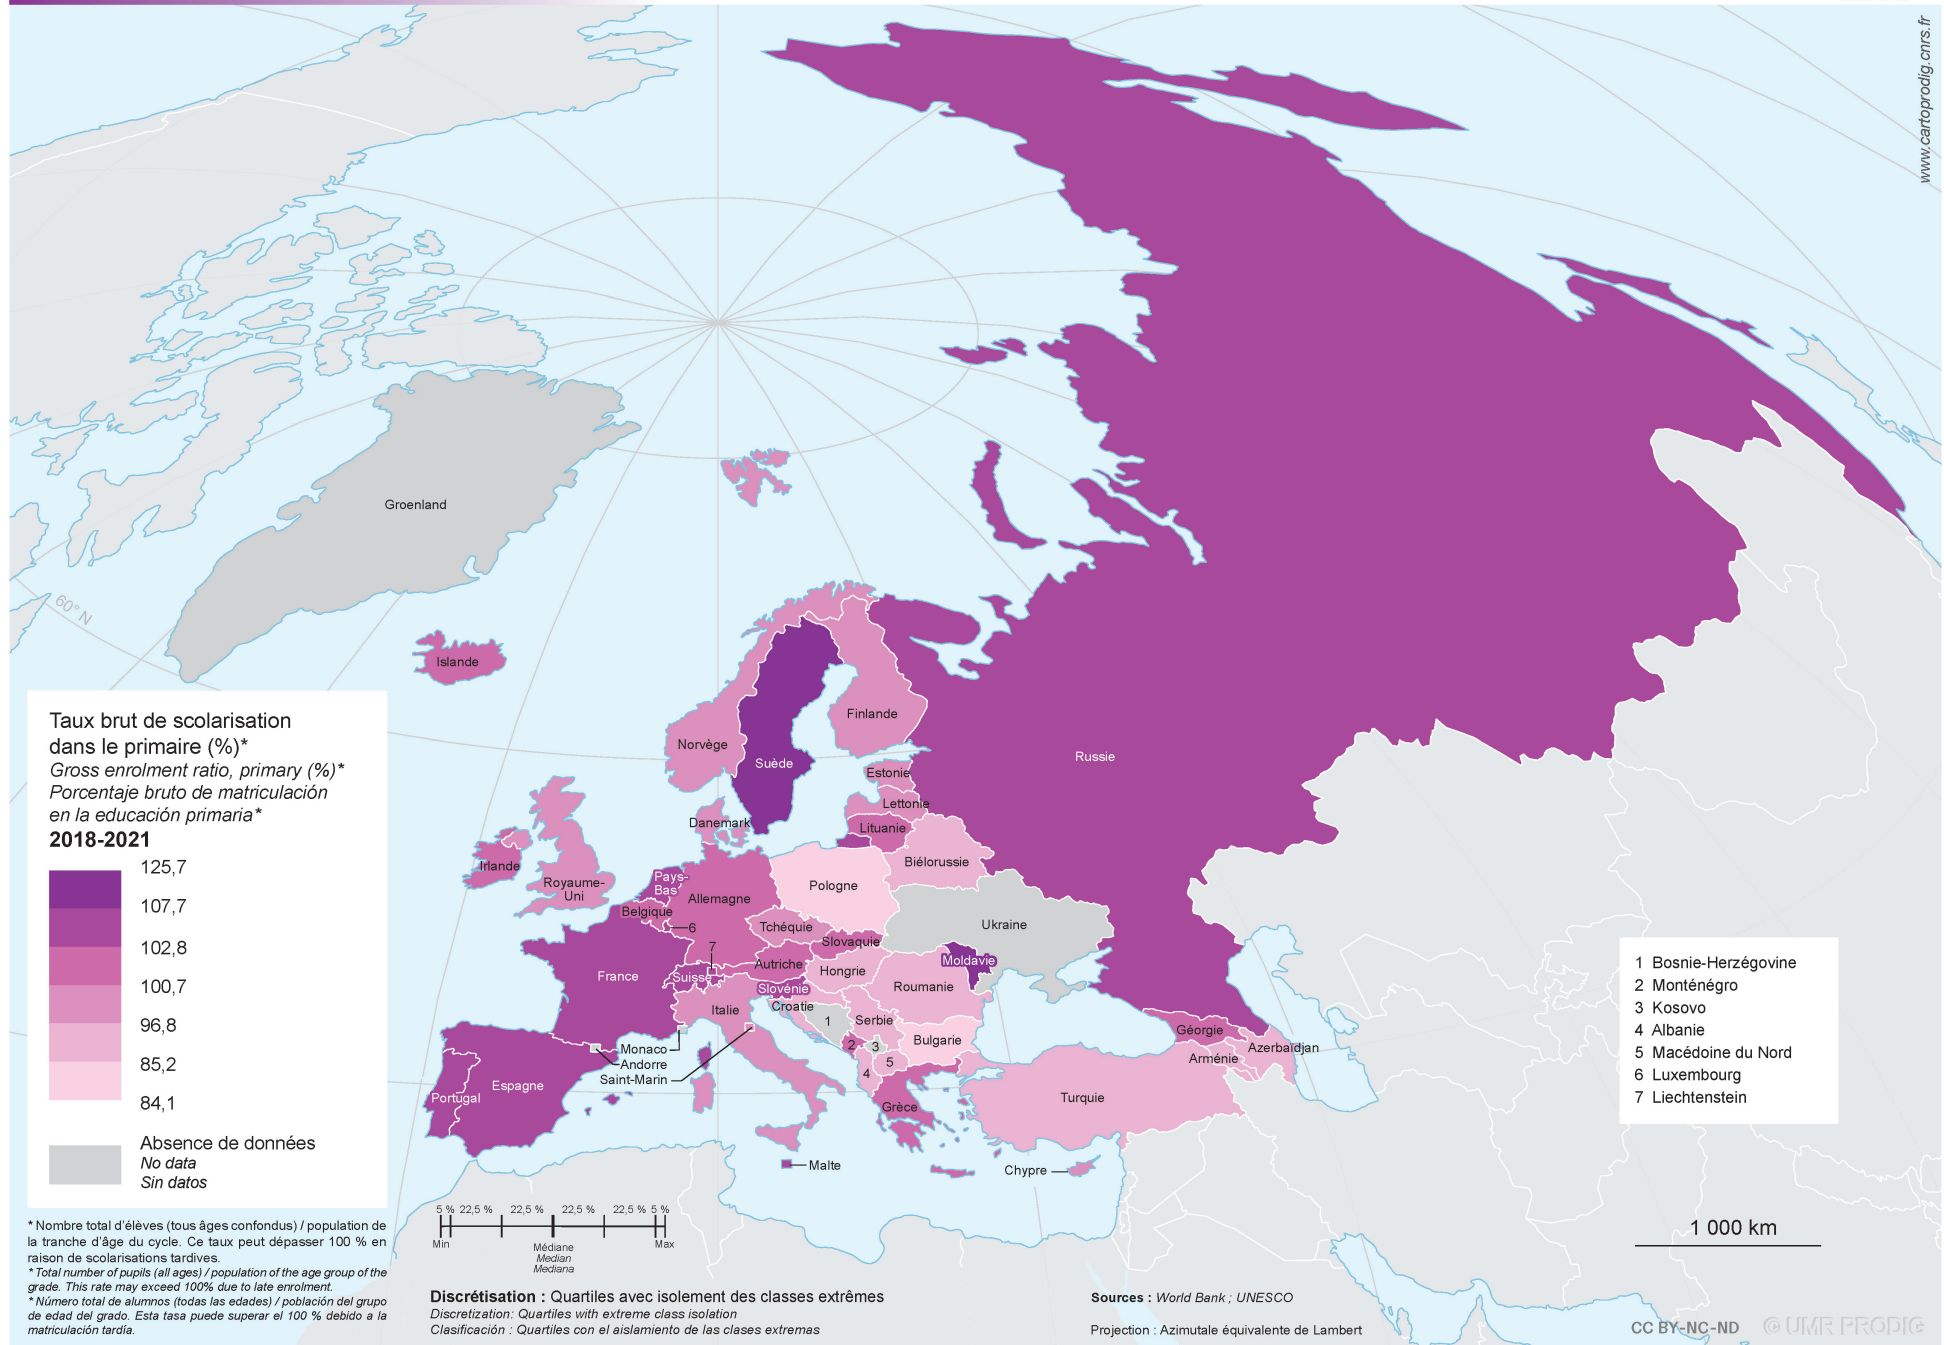 www.cartoprodig.cnrs.fr
60° N
Groenland
Islande
Norvège
Suède
Finlande
Russie
Estonie
Lettonie
Lituanie
Danemark
Biélorussie
Irlande
Royaume-
Uni
Pays-
Bas
Allemagne
Pologne
Belgique
6
Tchéquie
Ukraine
Slovaquie
7
Autriche
Moldavie
France
Suisse
Hongrie
Slovénie
Roumanie
Italie
Croatie
1
Serbie
Géorgie
Bulgarie
2
3
Azerbaïdjan
Monaco
Andorre
Saint-Marin
5
Arménie
4
Espagne
Portugal
Turquie
Grèce
Malte
Chypre
Taux brut de scolarisation
dans le primaire (%)*
Gross enrolment ratio, primary (%)*
Porcentaje bruto de matriculación
en la educación primaria*
2018-2021
125,7
107,7
102,8
100,7
96,8
85,2
84,1
Absence de données
No data
Sin datos
* Nombre total d'élèves (tous âges confondus) / population de
la tranche d'âge du cycle. Ce taux peut dépasser 100 % en
raison de scolarisations tardives.
* Total number of pupils (all ages) / population of the age group of the
grade. This rate may exceed 100% due to late enrolment.
* Número total de alumnos (todas las edades) / población del grupo
de edad del grado. Esta tasa puede superar el 100 % debido a la
matriculación tardía.
5 % 22,5 % 22,5 % 22,5 % 22,5 % 5 %
Min
Médiane
Median
Mediana
Max
Discrétisation : Quartiles avec isolement des classes extrêmes
Discretization: Quartiles with extreme class isolation
Clasificación : Quartiles con el aislamiento de las clases extremas
1 Bosnie-Herzégovine
2 Monténégro
3 Kosovo
4 Albanie
5 Macédoine du Nord
6 Luxembourg
7 Liechtenstein
1 000 km
Sources : World Bank ; UNESCO
Projection : Azimutale équivalente de Lambert
CC BY-NC-ND
© UMR PRODIG